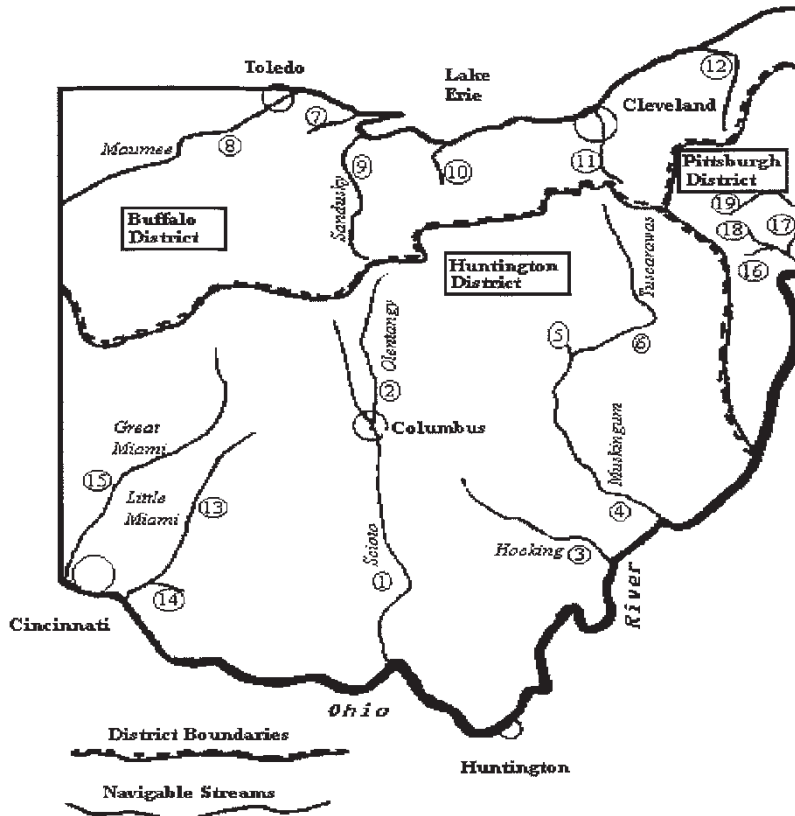 Toledo
Lake
Erie
12
7
Cleveland
Maumee
8
9
10
11
Pittsburgh
District
19
18
17
16
Sandusky
Buffalo
District
Huntington
District
Tuscarawas
Olentangy
5
6
2
Columbus
Great
Miami
15
Little
Miami
13
Muskingum
4
Scioto
Hocking
3
1
14
River
Cincinnati
Ohio
District Boundaries
Huntington
Navigable Streams